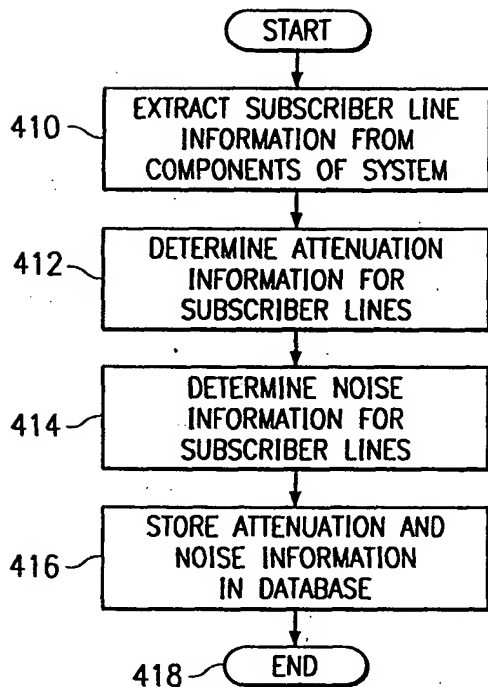 START
410
EXTRACT SUBSCRIBER LINE
INFORMATION FROM
COMPONENTS OF SYSTEM
412
DETERMINE ATTENUATION
INFORMATION FOR
SUBSCRIBER LINES
414
DETERMINE NOISE
INFORMATION FOR
SUBSCRIBER LINES
416
STORE ATTENUATION AND
NOISE INFORMATION
IN DATABASE
418
END